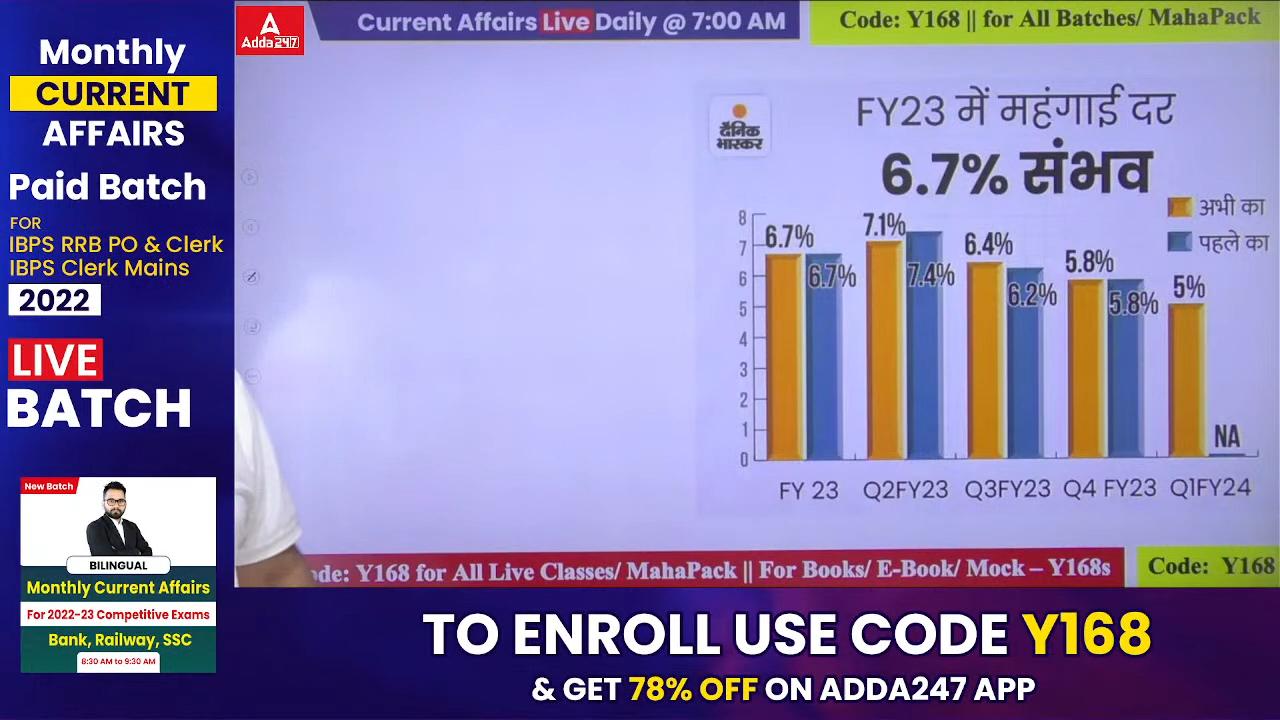 Monthly
CURRENT
AFFAIRS
Paid Batch
FOR
IBPS RRB PO & Clerk
IBPS Clerk Mains
2022
LIVE
BATCH
New Batch
BILINGUAL
Monthly Current Affairs
For 2022-23 Competitive Exams
Bank, Railway, SSC
8:30 AM to 9:30 AM
Adda247
Current Affairs Live Daily @ 7:00 AM
Code: Y168 || for All Batches/ MahaPack
दैनिक
भास्कर
FY23 में महंगाई दर
6.7% संभव
अभी का
पहले का
8
7
6
5
4
3
2
1
0
6.7%
6.7%
7.1%
7.4%
6.4%
6.2%
5.8%
5.8%
5%
NA
FY 23
Q2FY23
Q3FY23
Q4 FY23
Q1FY24
ode: Y168 for All Live Classes/ MahaPack || For Books/ E-Book/ Mock – Y168s
Code: Y168
TO ENROLL USE CODE Y168
& GET 78% OFF ON ADDA247 APP